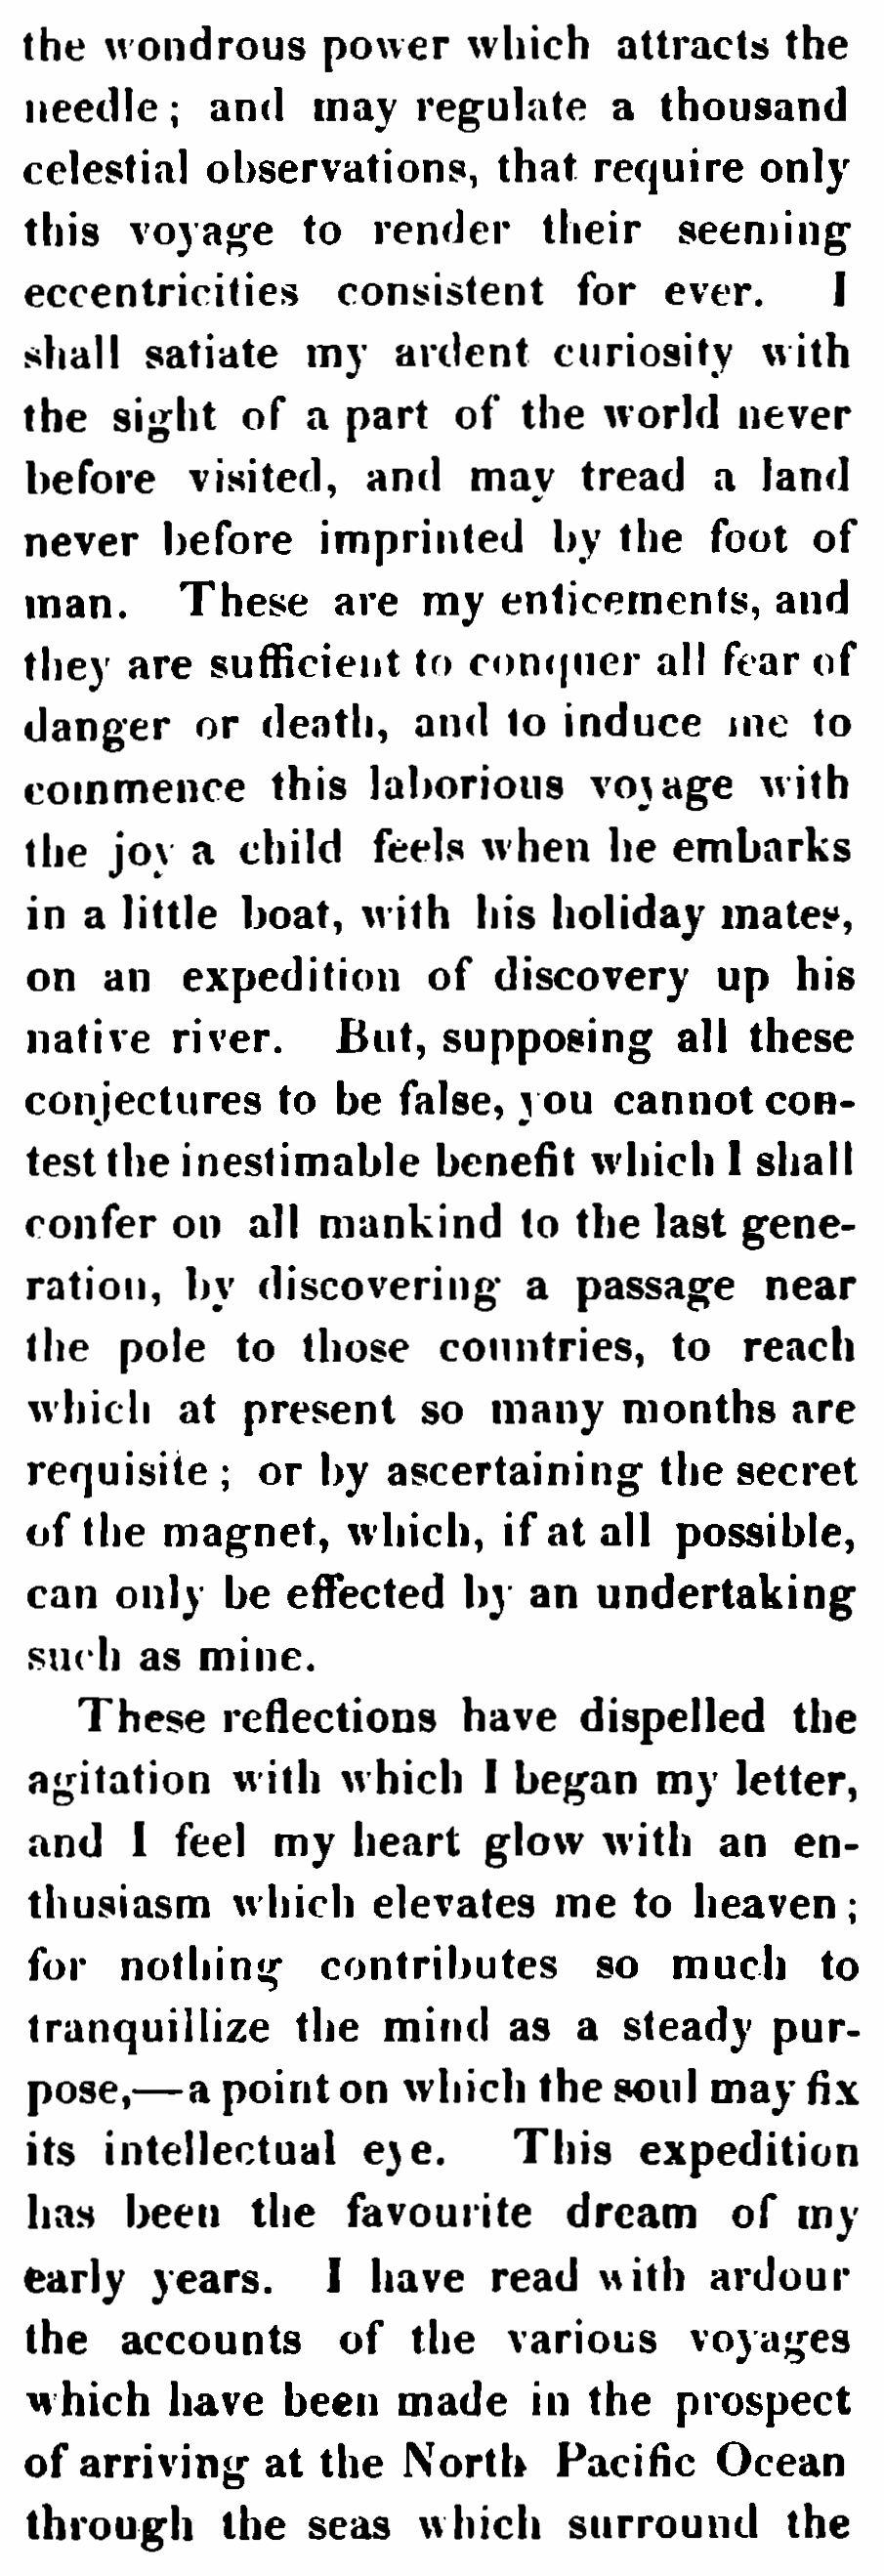 the wondrous power which attracts the
needle; and may regulate a thousand
celestial observations, that require only
this voyage to render their seeming
eccentricities consistent for ever. I
shall satiate my ardent curiosity with
the sight of a part of the world never
before visited, and may tread a land
never before imprinted by the foot of
man. These are my enticements, and
they are sufficient to conquer all fear of
danger or death, and to induce me to
commence this laborious voyage with
the joy a child feels when he embarks
in a little boat, with his holiday mates,
on an expedition of discovery up his
native river. But, supposing all these
conjectures to be false, you cannot con-
test the inestimable benefit which I shall
confer on all mankind to the last gene-
ration, by discovering a passage near
the pole to those countries, to reach
which at present so many months are
requisite; or by ascertaining the secret
of the magnet, which, if at all possible,
can only be effected by an undertaking
such as mine.
These reflections have dispelled the
agitation with which I began my letter,
and I feel my heart glow with an en-
thusiasm which elevates me to heaven;
for nothing contributes so much to
tranquillize the mind as a steady pur-
pose,—a point on which the soul may fix
its intellectual eye. This expedition
has been the favourite dream of my
early years. I have read with ardour
the accounts of the various voyages
which have been made in the prospect
of arriving at the North Pacific Ocean
through the seas which surround the